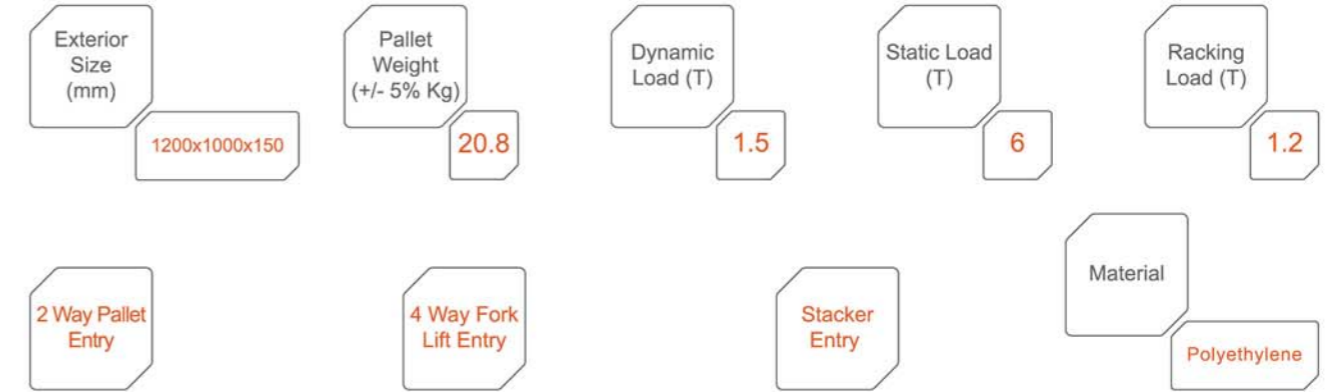 Exterior
Size
(mm)
1200x1000x150
Pallet
Weight
(+/- 5% Kg)
20.8
Dynamic
Load (T)
1.5
Static Load
(T)
6
Racking
Load (T)
1.2
2 Way Pallet
Entry
4 Way Fork
Lift Entry
Stacker
Entry
Material
Polyethylene